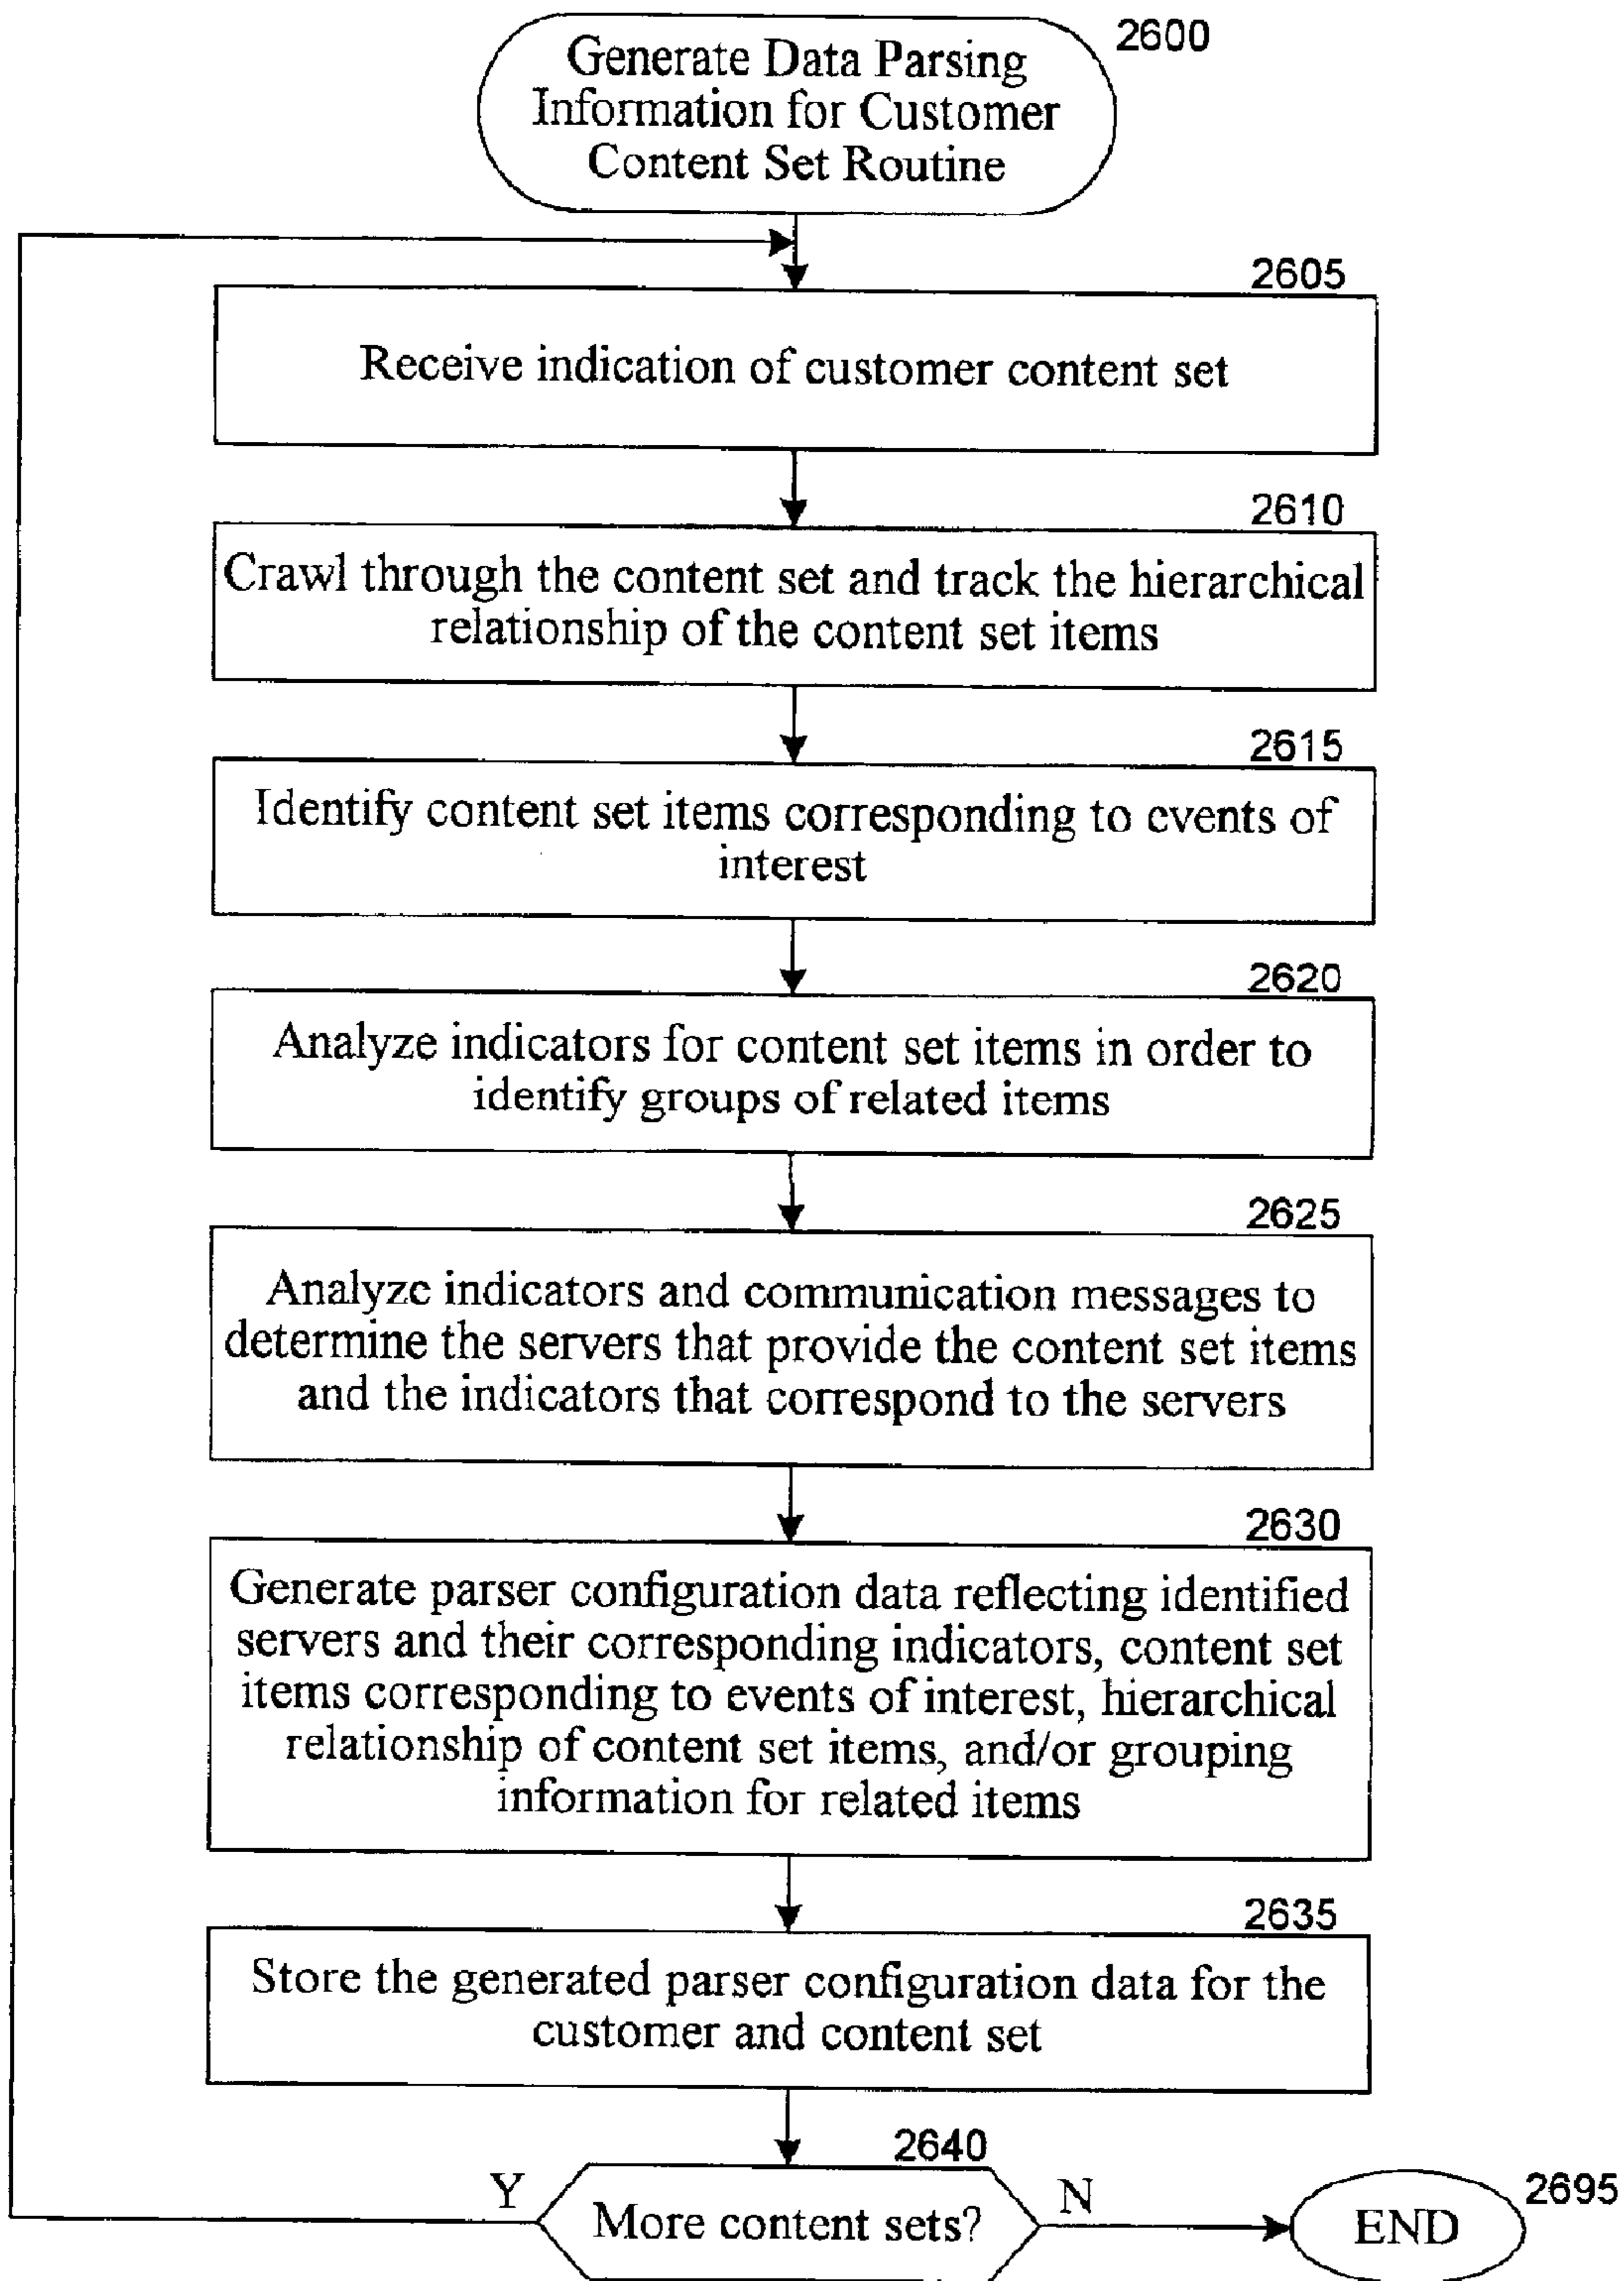 Generate Data Parsing
Information for Customer
Content Set Routine
2600
2605
Receive indication of customer content set
2610
Crawl through the content set and track the hierarchical
relationship of the content set items
2615
Identify content set items corresponding to events of
interest
2620
Analyze indicators for content set items in order to
identify groups of related items
2625
Analyze indicators and communication messages to
determine the servers that provide the content set items
and the indicators that correspond to the servers
2630
Generate parser configuration data reflecting identified
servers and their corresponding indicators, content set
items corresponding to events of interest, hierarchical
relationship of content set items, and/or grouping
information for related items
2635
Store the generated parser configuration data for the
customer and content set
2640
Y
More content sets?
N
END
2695